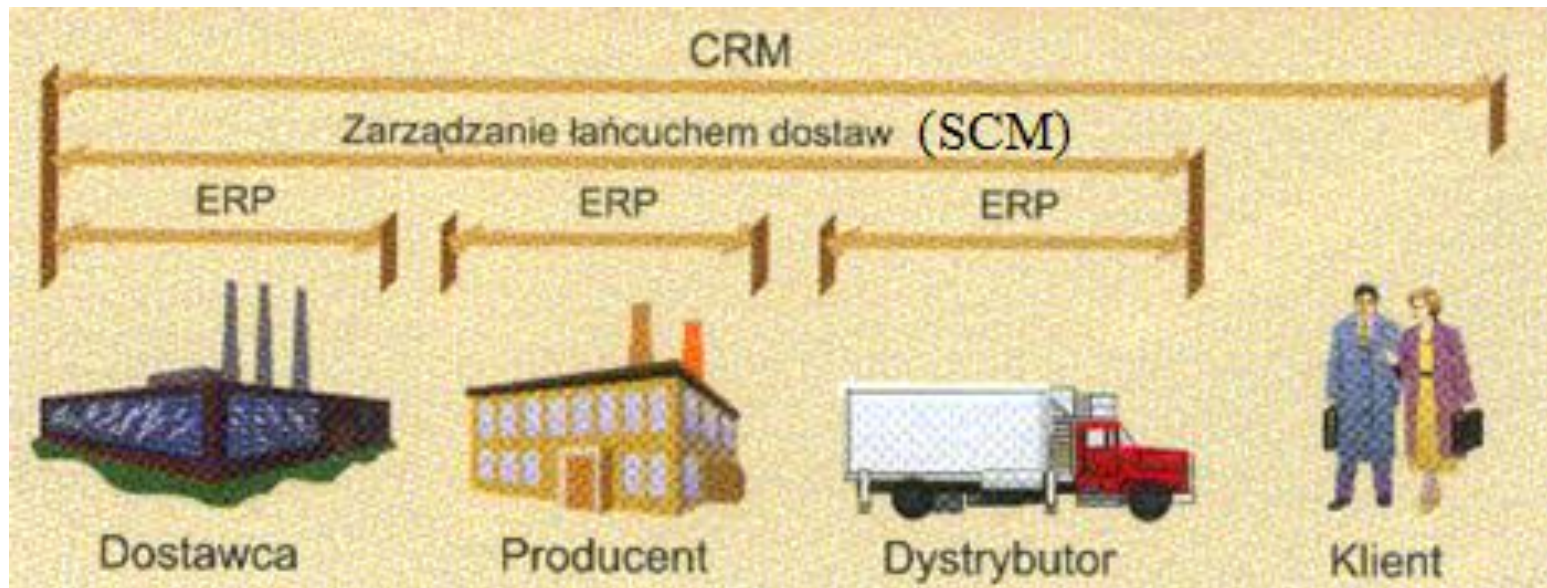 CRM
Zarządzanie łańcuchem dostaw (SCM)
ERP ERP ERP
Dostawca Producent Dystrybutor Klient